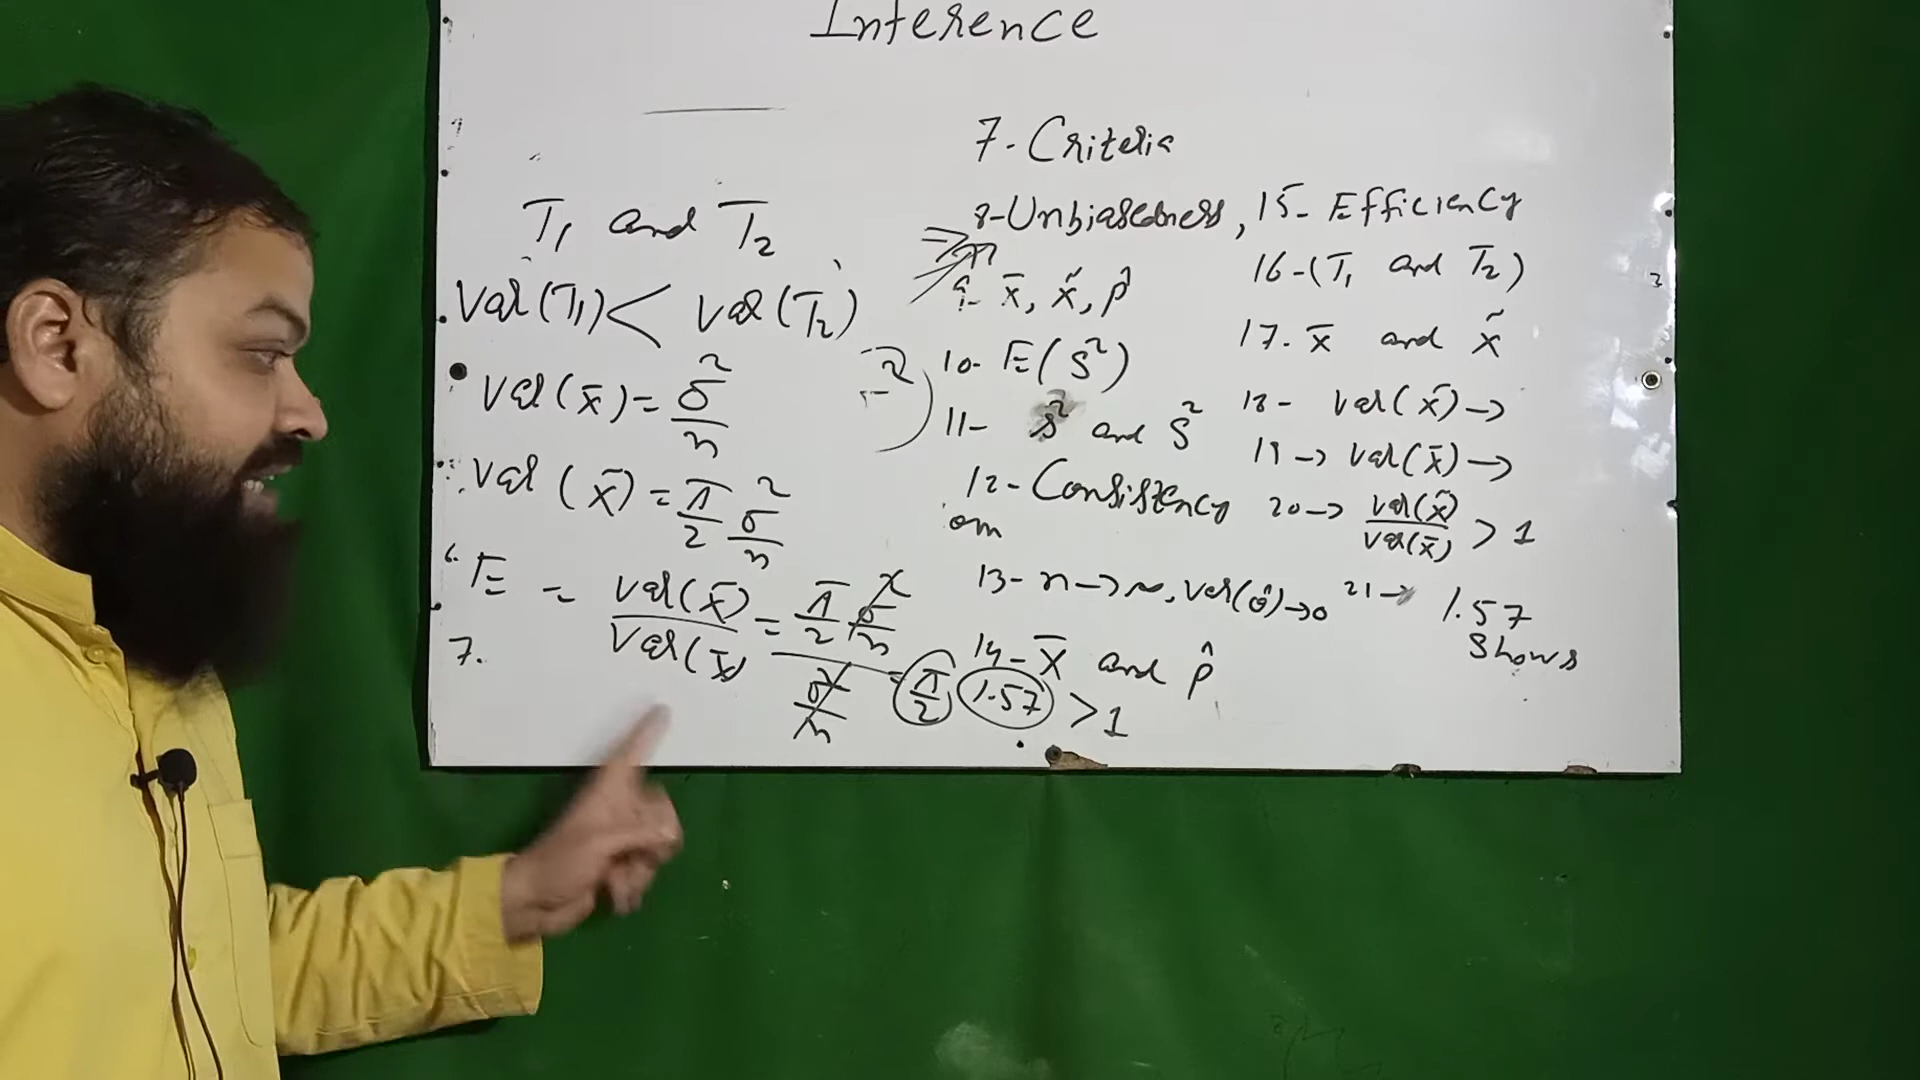 Inference
T₁ and T₂
Var(T₁) < Var(T₂)
Var(x̄) = σ²/n
Var(x̃) = π/2 σ²/n
6. E = Var(x̃)/Var(x̄) = π/2 σ²/n / σ²/n = π/2 1.57 > 1
7.
7- Criteria
8- Unbiasedness,
9- x̄, x̃, p̂
10- E(S²)
11- s² and S²
12- Consistency
13- n → ∞, Var(θ̂) → 0
14- X̄ and p̂
15- Efficiency
16- (T₁ and T₂)
17. x̄ and x̃
18- Var(x̃) →
19 → Var(x̄) →
20 → Var(x̃)/Var(x̄) > 1
21 → 1.57
Shows